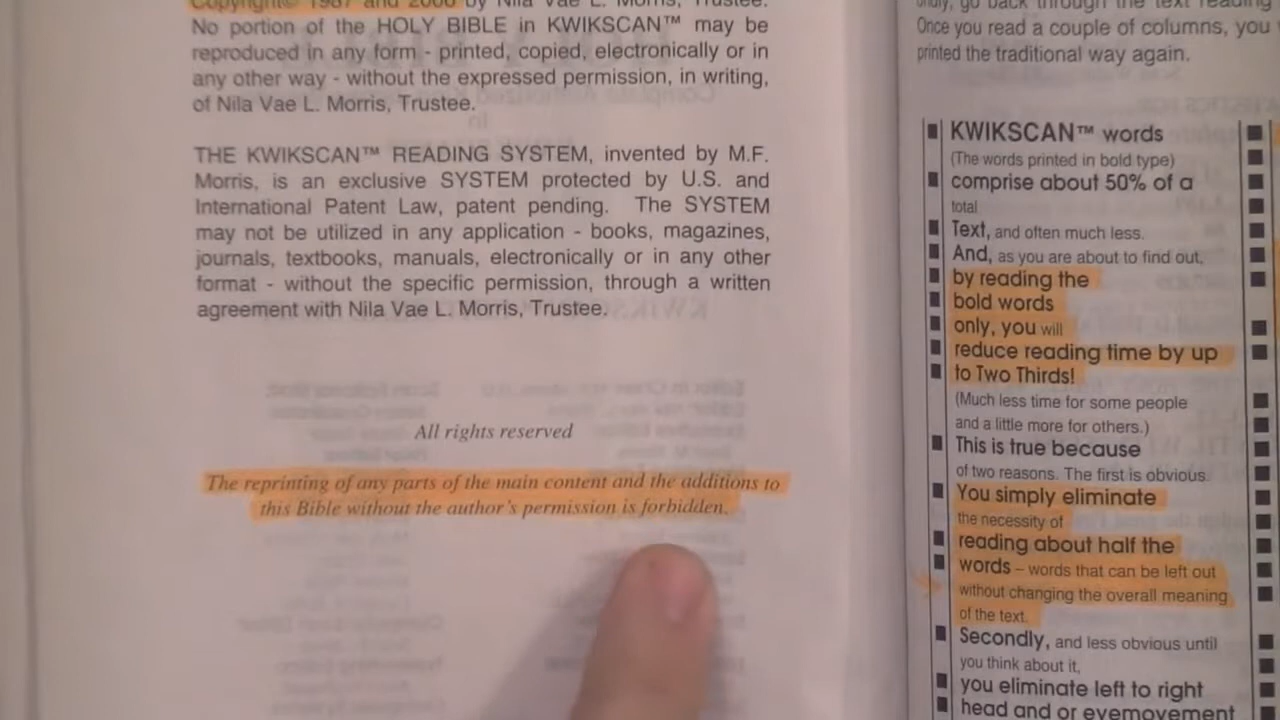 Copyright© 1987 and 2000 by Nila Vae L. Morris, Trustee.
No portion of the HOLY BIBLE in KWIKSCAN™ may be
reproduced in any form - printed, copied, electronically or in
any other way - without the expressed permission, in writing,
of Nila Vae L. Morris, Trustee.
THE KWIKSCAN™ READING SYSTEM, invented by M.F.
Morris, is an exclusive SYSTEM protected by U.S. and
International Patent Law, patent pending. The SYSTEM
may not be utilized in any application - books, magazines,
journals, textbooks, manuals, electronically or in any other
format - without the specific permission, through a written
agreement with Nila Vae L. Morris, Trustee.
All rights reserved
The reprinting of any parts of the main content and the additions to
this Bible without the author's permission is forbidden.
only, go back through the text reading
Once you read a couple of columns, you
printed the traditional way again.
KWIKSCAN™ words
(The words printed in bold type)
comprise about 50% of a
total
Text, and often much less.
And, as you are about to find out,
by reading the
bold words
only, you will
reduce reading time by up
to Two Thirds!
(Much less time for some people
and a little more for others.)
This is true because
of two reasons. The first is obvious.
You simply eliminate
the necessity of
reading about half the
words – words that can be left out
without changing the overall meaning
of the text.
Secondly, and less obvious until
you think about it,
you eliminate left to right
head and or eyemovement